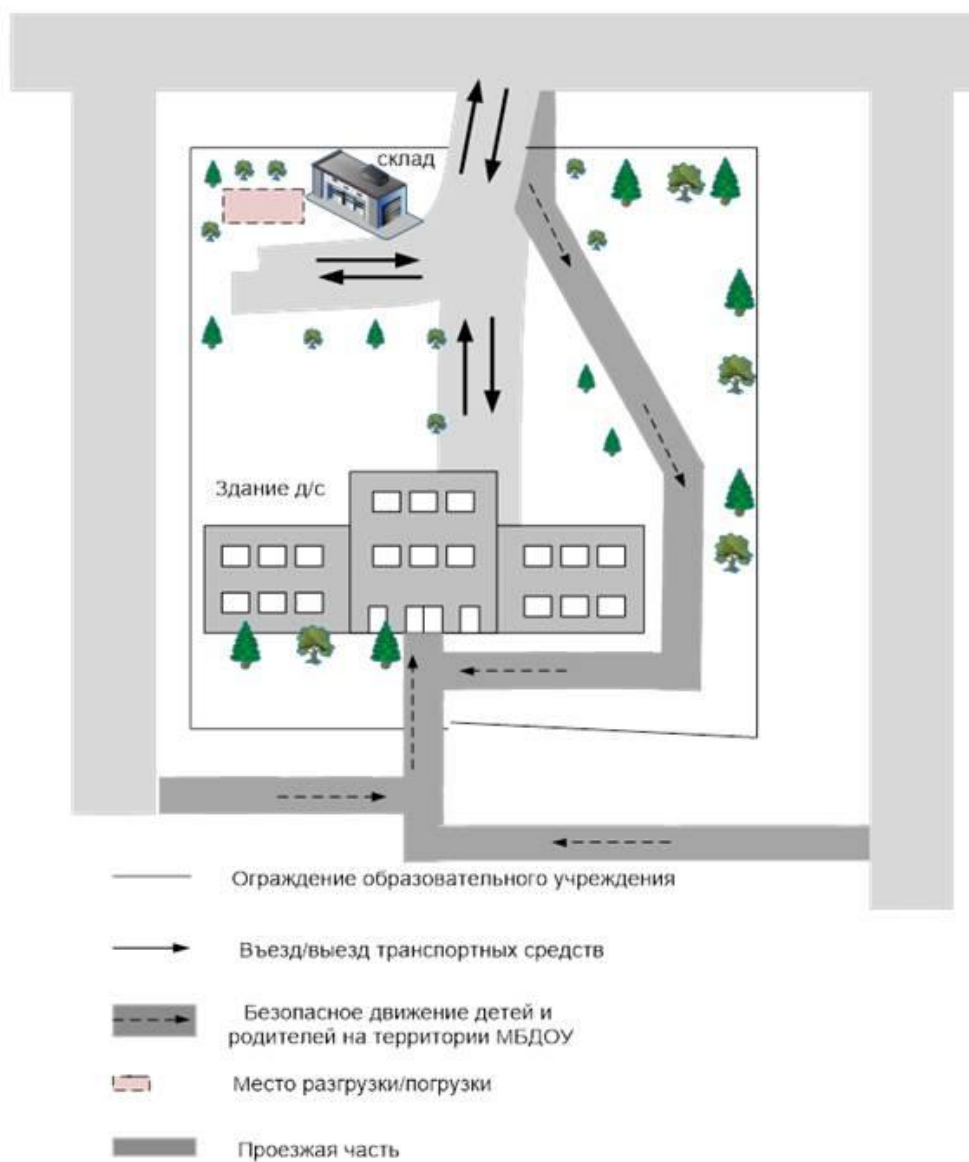 склад
Здание д/с
Ограждение образовательного учреждения
Въезд/выезд транспортных средств
Безопасное движение детей и
родителей на территории МБДОУ
Место разгрузки/погрузки
Проезжая часть